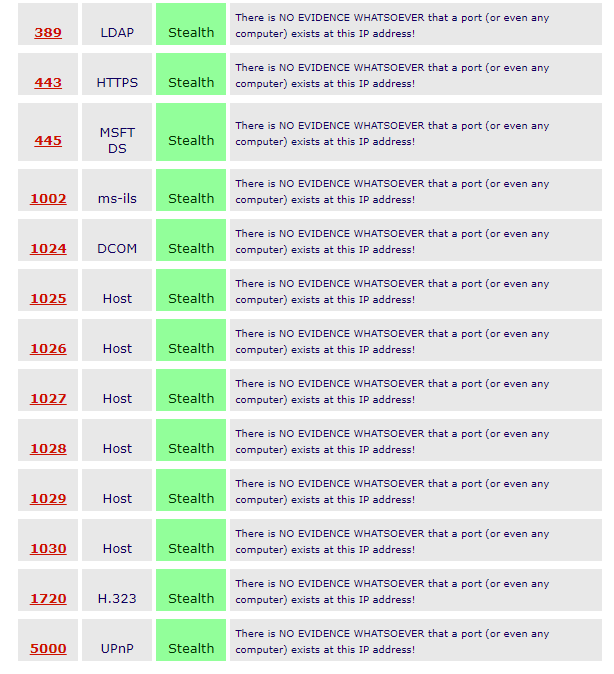 389 LDAP Stealth There is NO EVIDENCE WHATSOEVER that a port (or even any
computer) exists at this IP address!
443 HTTPS Stealth There is NO EVIDENCE WHATSOEVER that a port (or even any
computer) exists at this IP address!
445 MSFT
DS Stealth There is NO EVIDENCE WHATSOEVER that a port (or even any
computer) exists at this IP address!
1002 ms-ils Stealth There is NO EVIDENCE WHATSOEVER that a port (or even any
computer) exists at this IP address!
1024 DCOM Stealth There is NO EVIDENCE WHATSOEVER that a port (or even any
computer) exists at this IP address!
1025 Host Stealth There is NO EVIDENCE WHATSOEVER that a port (or even any
computer) exists at this IP address!
1026 Host Stealth There is NO EVIDENCE WHATSOEVER that a port (or even any
computer) exists at this IP address!
1027 Host Stealth There is NO EVIDENCE WHATSOEVER that a port (or even any
computer) exists at this IP address!
1028 Host Stealth There is NO EVIDENCE WHATSOEVER that a port (or even any
computer) exists at this IP address!
1029 Host Stealth There is NO EVIDENCE WHATSOEVER that a port (or even any
computer) exists at this IP address!
1030 Host Stealth There is NO EVIDENCE WHATSOEVER that a port (or even any
computer) exists at this IP address!
1720 H.323 Stealth There is NO EVIDENCE WHATSOEVER that a port (or even any
computer) exists at this IP address!
5000 UPnP Stealth There is NO EVIDENCE WHATSOEVER that a port (or even any
computer) exists at this IP address!